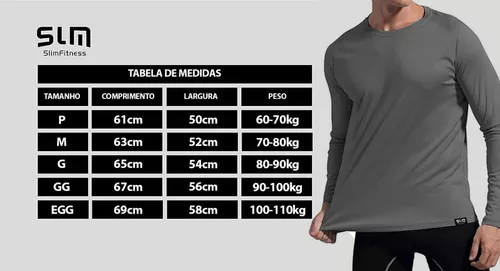 SLM
SlimFitness
TABELA DE MEDIDAS
TAMANHO COMPRIMENTO LARGURA PESO
P 61cm 50cm 60-70kg
M 63cm 52cm 70-80kg
G 65cm 54cm 80-90kg
GG 67cm 56cm 90-100kg
EGG 69cm 58cm 100-110kg
SLM